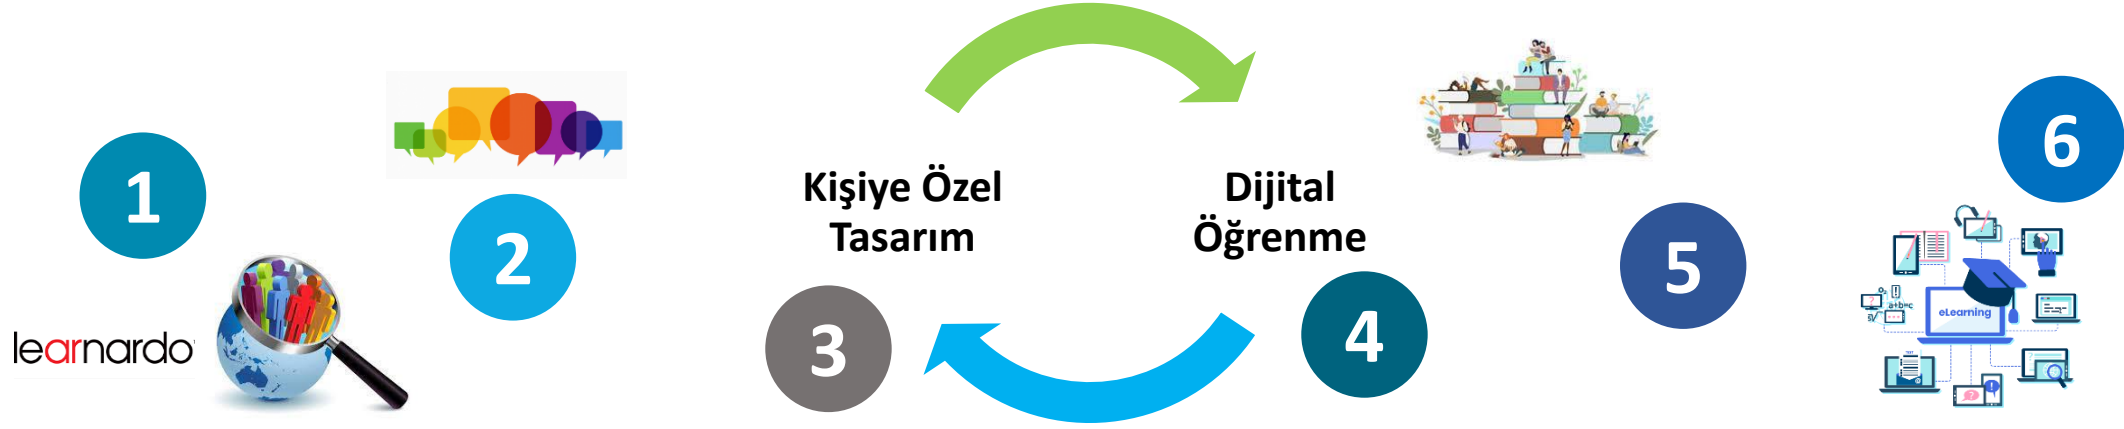 1
learnardo
2
Kişiye Özel
Tasarım
3
Dijital
Öğrenme
4
5
6
eLearning
a+b=c